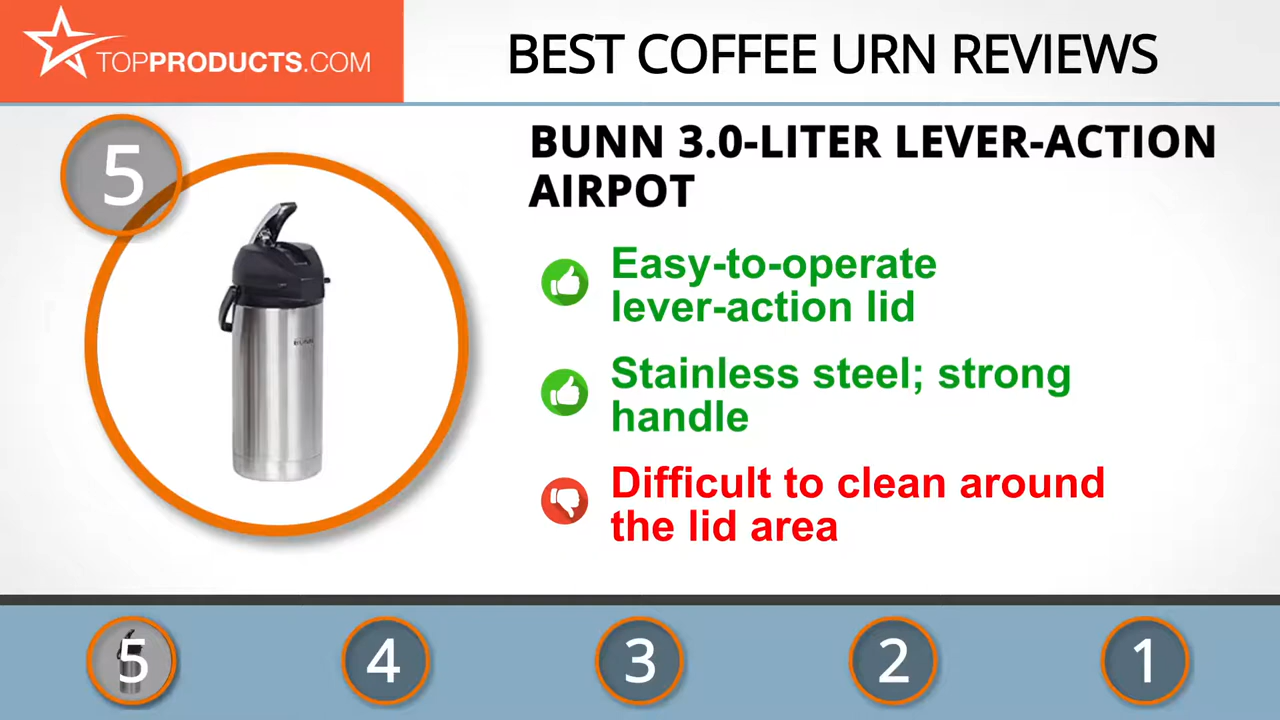 TOPPRODUCTS.COM
BEST COFFEE URN REVIEWS
5
BUNN 3.0-LITER LEVER-ACTION
AIRPOT
BUNN
Easy-to-operate
lever-action lid
Stainless steel; strong
handle
Difficult to clean around
the lid area
5
4
3
2
1